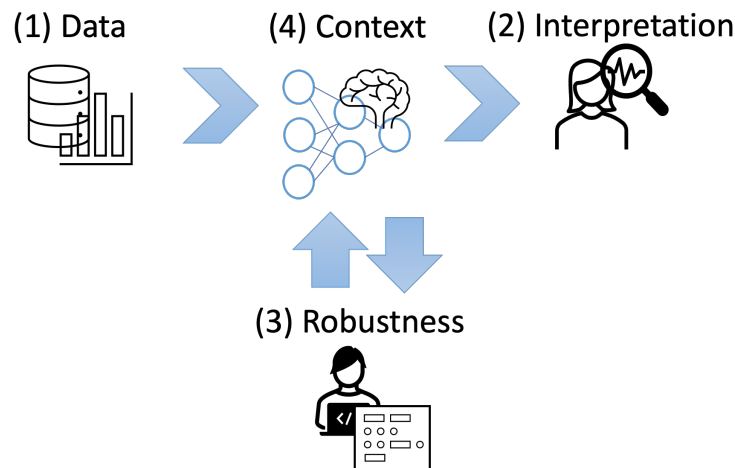 (1) Data
(4) Context
(2) Interpretation
(3) Robustness
<//>